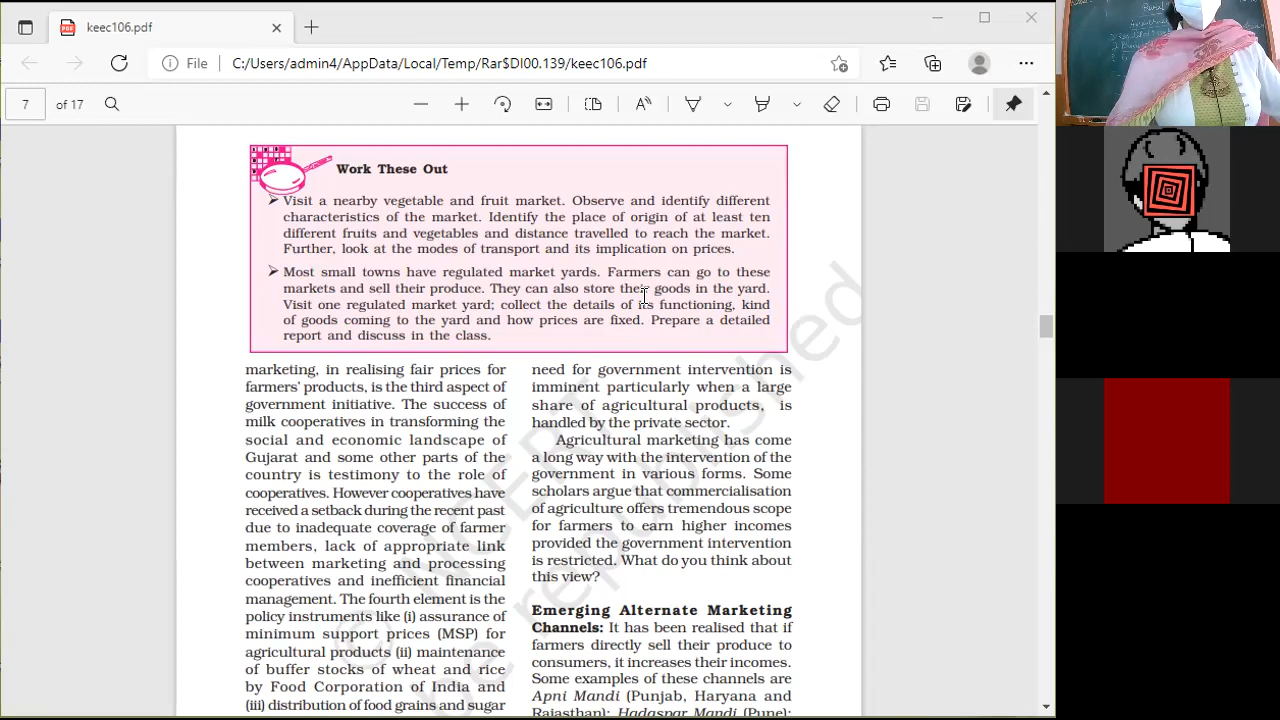 keec106.pdf
File C:/Users/admin4/AppData/Local/Temp/Rar$DI00.139/keec106.pdf
7 of 17
Work These Out
Visit a nearby vegetable and fruit market. Observe and identify different
characteristics of the market. Identify the place of origin of at least ten
different fruits and vegetables and distance travelled to reach the market.
Further, look at the modes of transport and its implication on prices.
Most small towns have regulated market yards. Farmers can go to these
markets and sell their produce. They can also store their goods in the yard.
Visit one regulated market yard; collect the details of its functioning, kind
of goods coming to the yard and how prices are fixed. Prepare a detailed
report and discuss in the class.
marketing, in realising fair prices for
farmers' products, is the third aspect of
government initiative. The success of
milk cooperatives in transforming the
social and economic landscape of
Gujarat and some other parts of the
country is testimony to the role of
cooperatives. However cooperatives have
received a setback during the recent past
due to inadequate coverage of farmer
members, lack of appropriate link
between marketing and processing
cooperatives and inefficient financial
management. The fourth element is the
policy instruments like (i) assurance of
minimum support prices (MSP) for
agricultural products (ii) maintenance
of buffer stocks of wheat and rice
by Food Corporation of India and
(iii) distribution of food grains and sugar
need for government intervention is
imminent particularly when a large
share of agricultural products, is
handled by the private sector.
Agricultural marketing has come
a long way with the intervention of the
government in various forms. Some
scholars argue that commercialisation
of agriculture offers tremendous scope
for farmers to earn higher incomes
provided the government intervention
is restricted. What do you think about
this view?
Emerging Alternate Marketing
Channels: It has been realised that if
farmers directly sell their produce to
consumers, it increases their incomes.
Some examples of these channels are
Apni Mandi (Punjab, Haryana and
Rajasthan); Hadaspar Mandi (Pune);
© NCERT
be republished